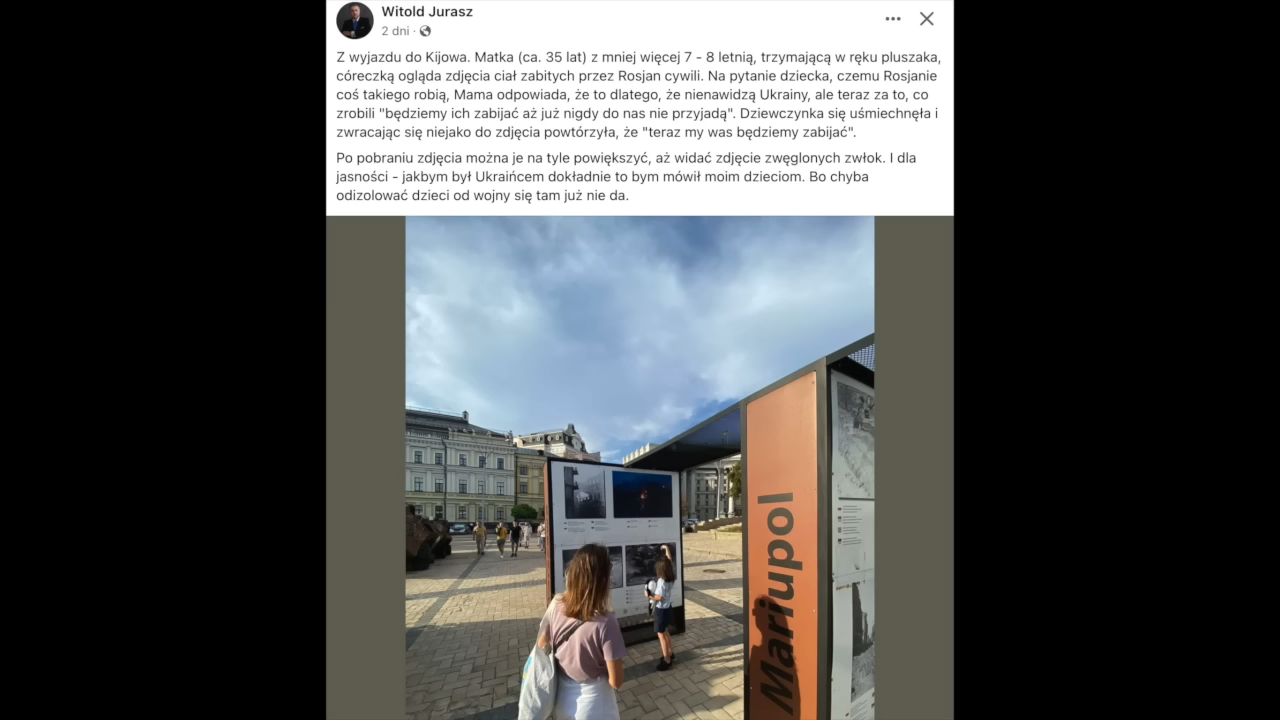 Witold Jurasz
2 dni ·
Z wyjazdu do Kijowa. Matka (ca. 35 lat) z mniej więcej 7 - 8 letnią, trzymającą w ręku pluszaka,
córeczką ogląda zdjęcia ciał zabitych przez Rosjan cywili. Na pytanie dziecka, czemu Rosjanie
coś takiego robią, Mama odpowiada, że to dlatego, że nienawidzą Ukrainy, ale teraz za to, co
zrobili "będziemy ich zabijać aż już nigdy do nas nie przyjadą". Dziewczynka się uśmiechnęła i
zwracając się niejako do zdjęcia powtórzyła, że "teraz my was będziemy zabijać".
Po pobraniu zdjęcia można je na tyle powiększyć, aż widać zdjęcie zwęglonych zwłok. I dla
jasności - jakbym był Ukraińcem dokładnie to bym mówił moim dzieciom. Bo chyba
odizolować dzieci od wojny się tam już nie da.
Mariupol